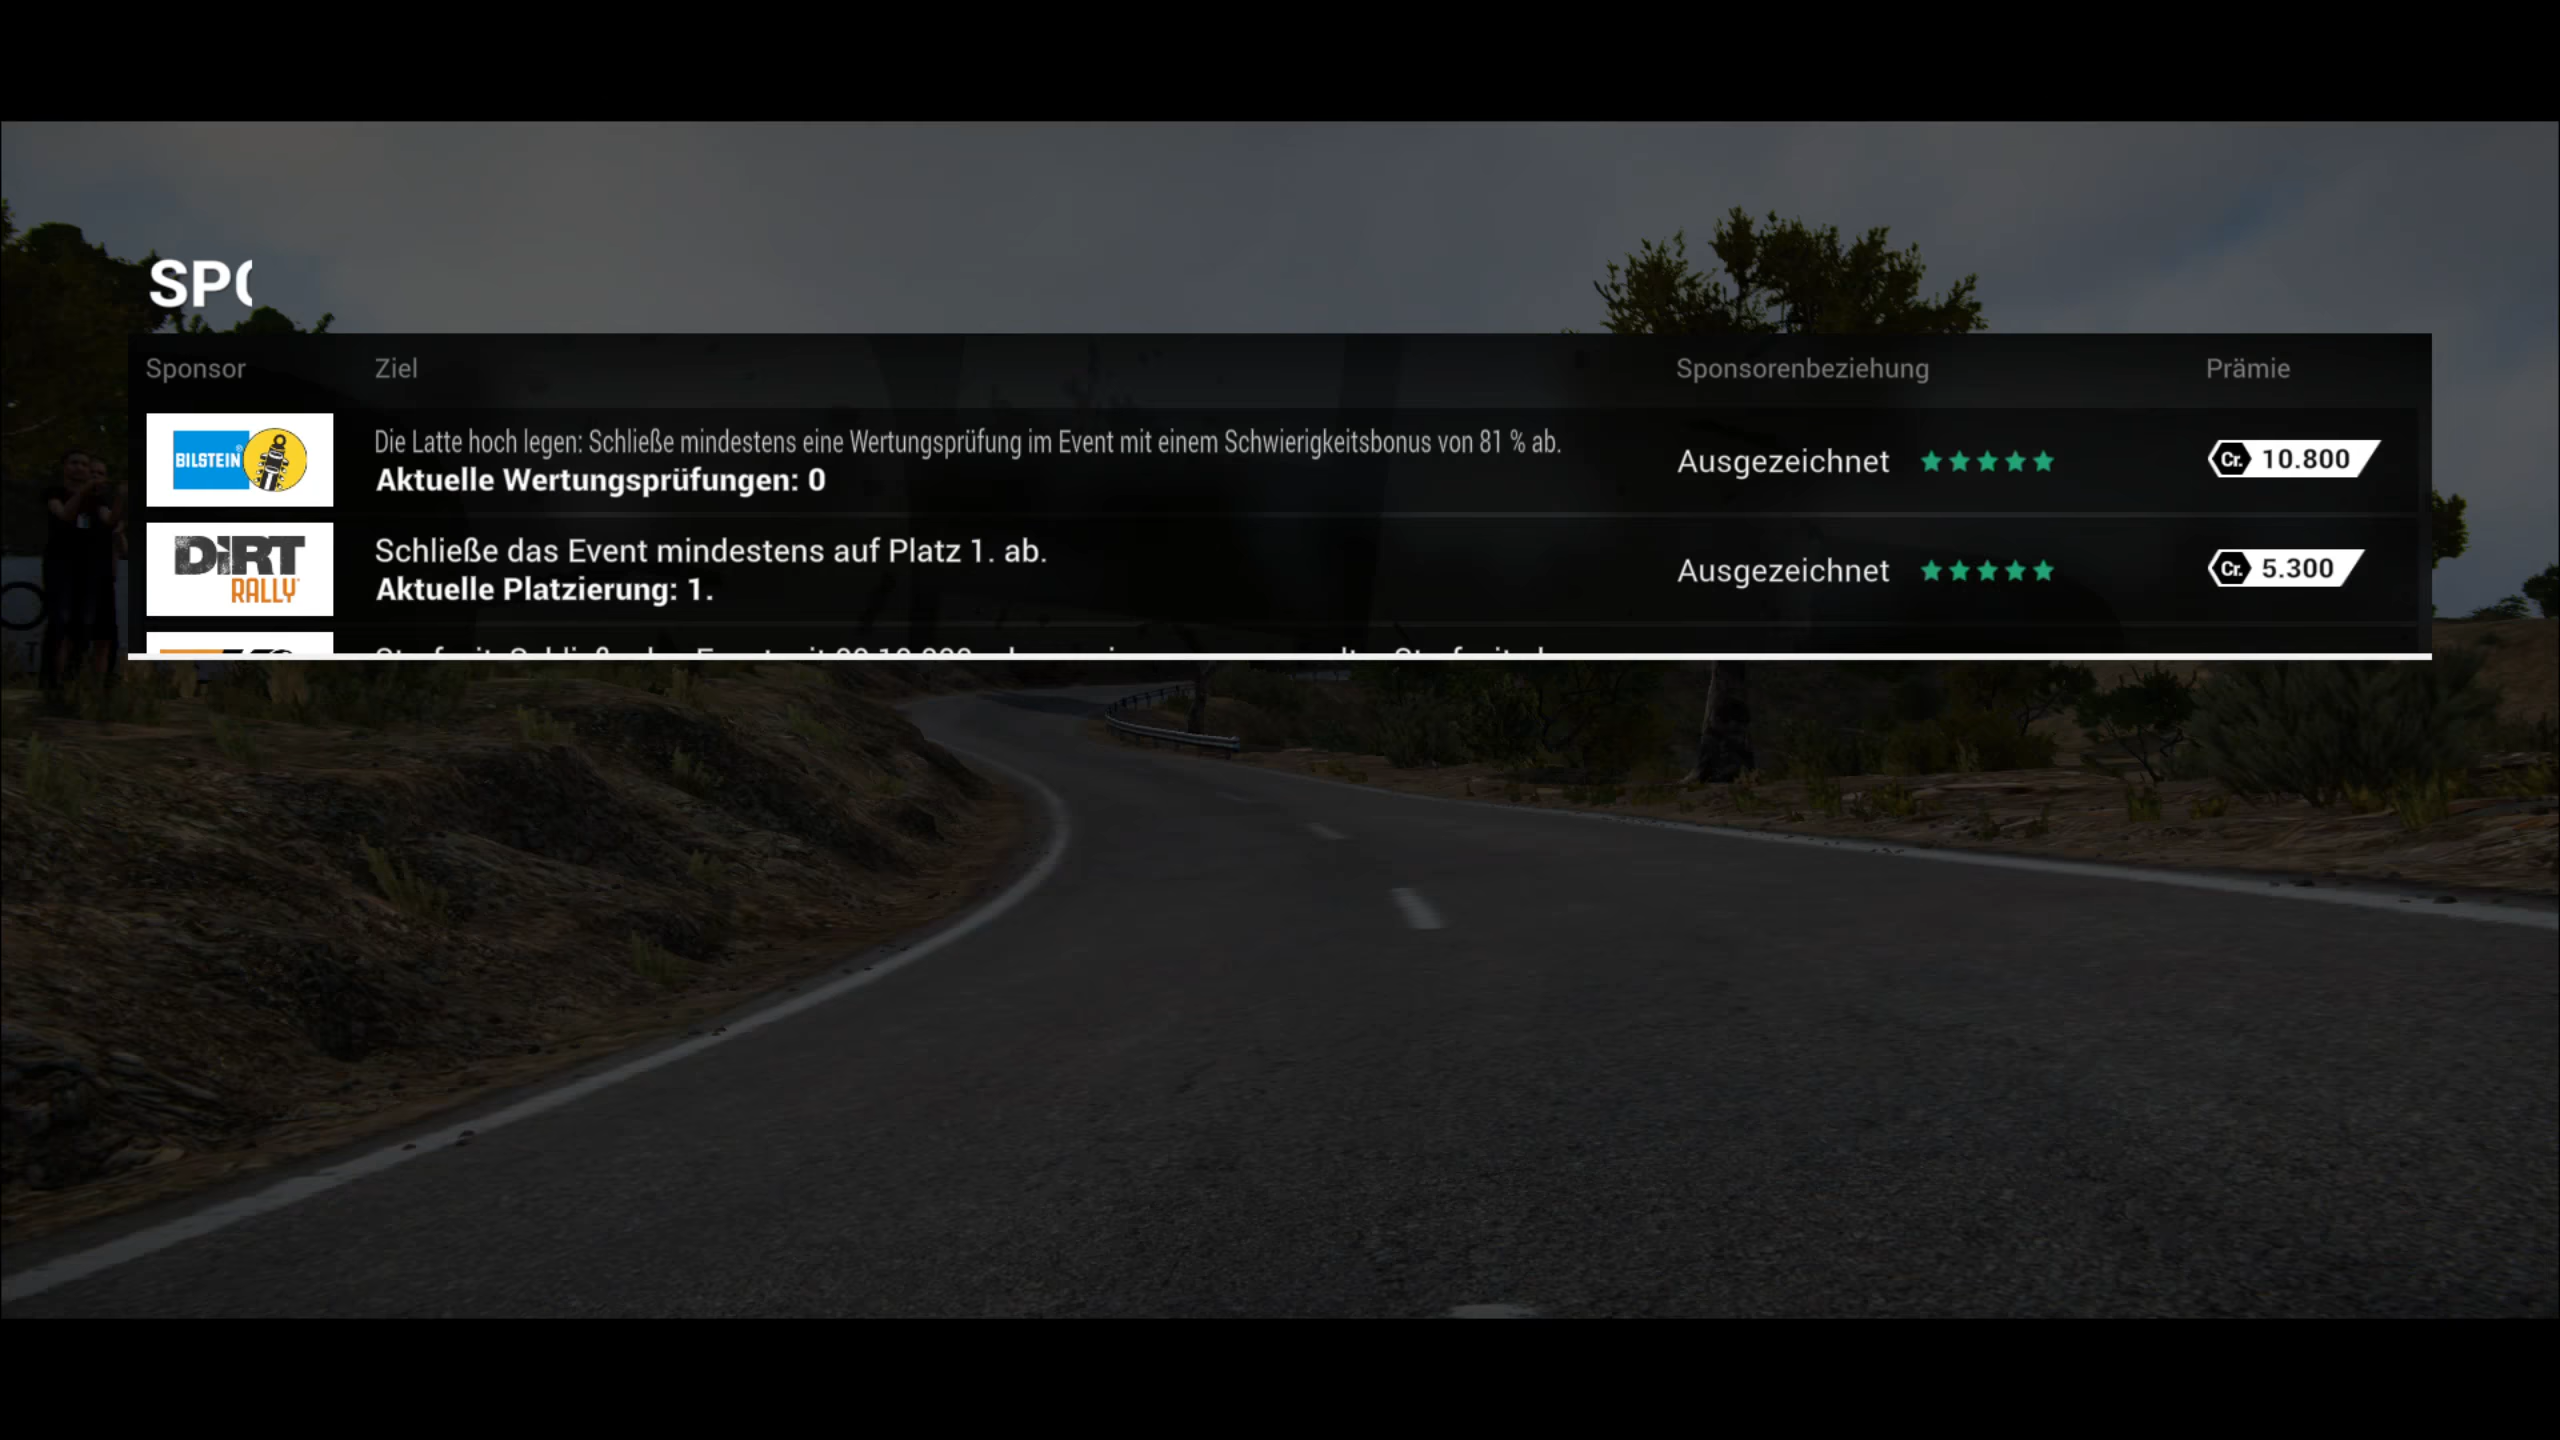 SPO
Sponsor Ziel Sponsorenbeziehung Prämie
BILSTEIN
Die Latte hoch legen: Schließe mindestens eine Wertungsprüfung im Event mit einem Schwierigkeitsbonus von 81 % ab.
Aktuelle Wertungsprüfungen: 0
Ausgezeichnet
Cr. 10.800
DiRT
RALLY
Schließe das Event mindestens auf Platz 1. ab.
Aktuelle Platzierung: 1.
Ausgezeichnet
Cr. 5.300